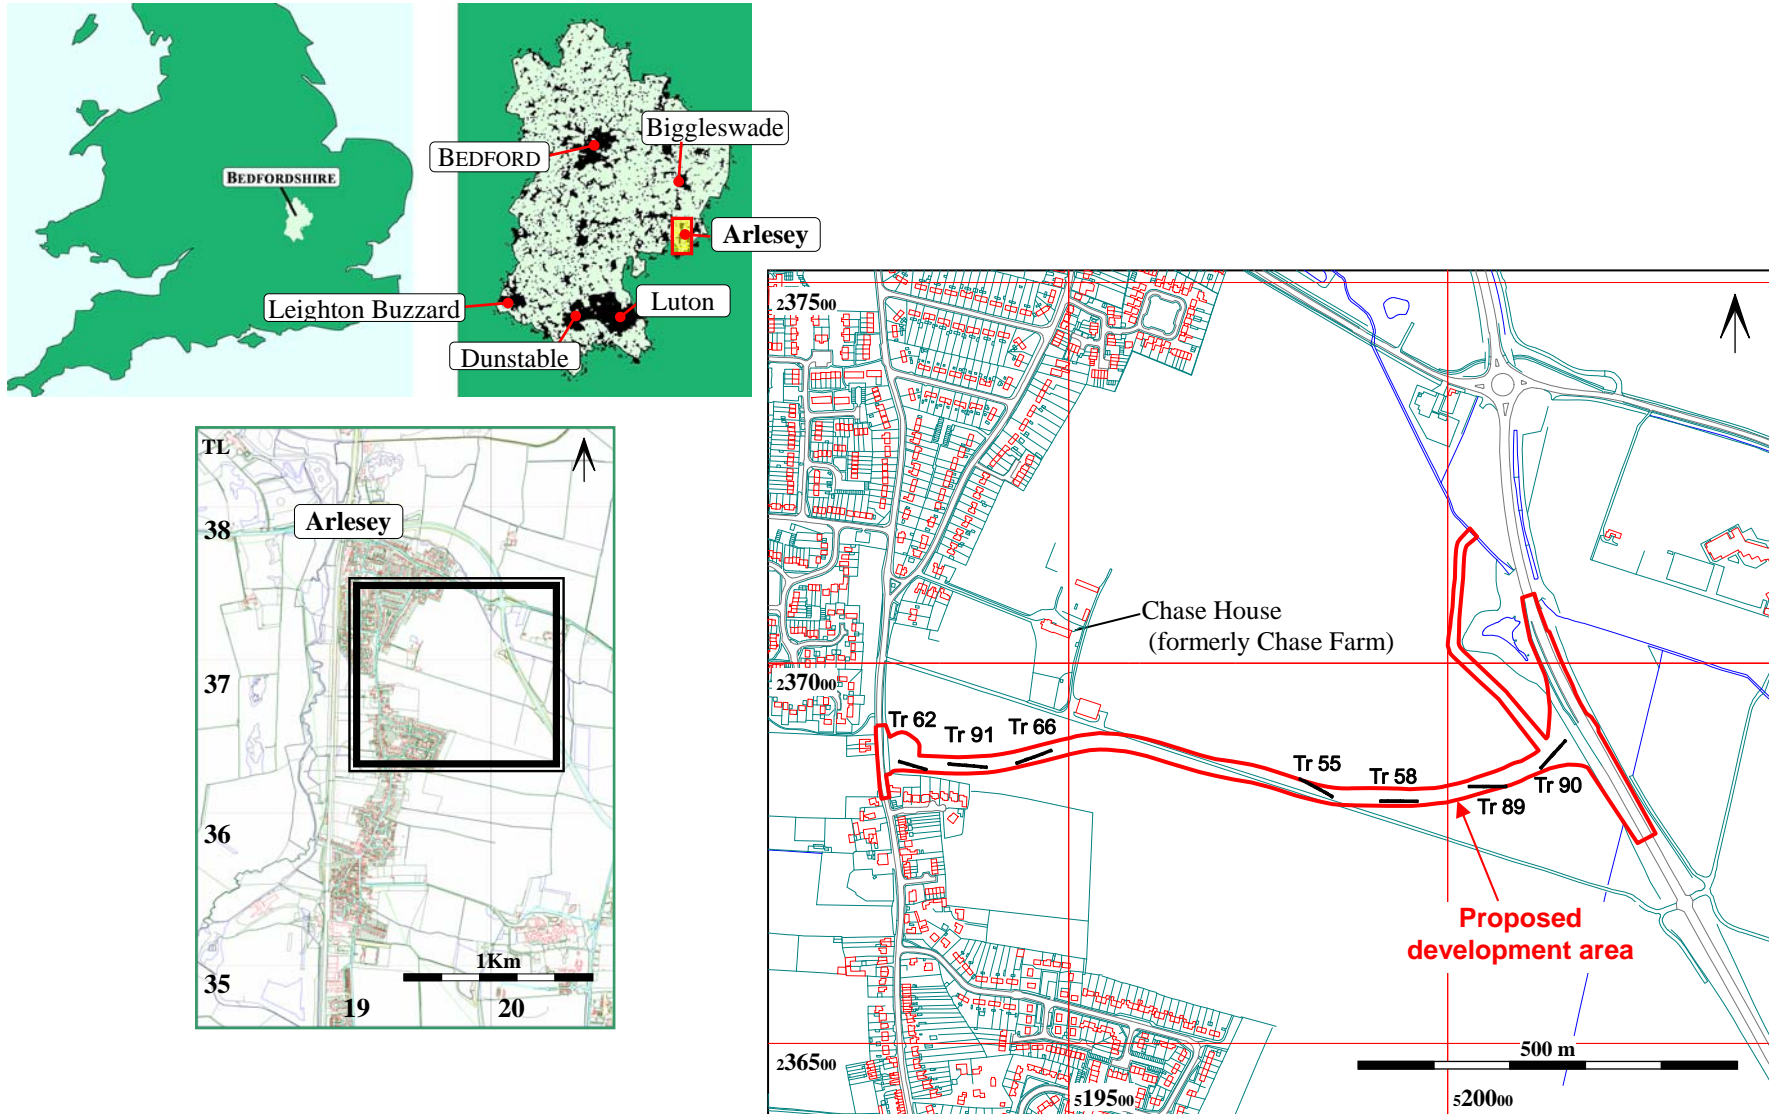 BEDFORDSHIRE
BEDFORD
Biggleswade
Arlesey
Leighton Buzzard
Luton
Dunstable
TL
38
37
36
35
Arlesey
1Km
19
20
237500
237000
236500
Chase House
(formerly Chase Farm)
Tr 62
Tr 91
Tr 66
Tr 55
Tr 58
Tr 89
Tr 90
Proposed
development area
500 m
519500
520000